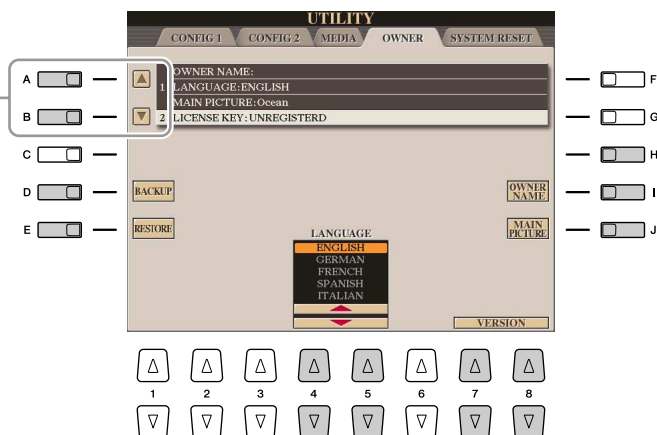 UTILITY
CONFIG 1 CONFIG 2 MEDIA OWNER SYSTEM RESET
OWNER NAME:
1 LANGUAGE:ENGLISH
MAIN PICTURE:Ocean
2 LICENSE KEY:UNREGISTERD
A
B
C
D
E
F
G
H
I
J
BACKUP
OWNER NAME
RESTORE
MAIN PICTURE
LANGUAGE
ENGLISH
GERMAN
FRENCH
SPANISH
ITALIAN
VERSION
1 2 3 4 5 6 7 8